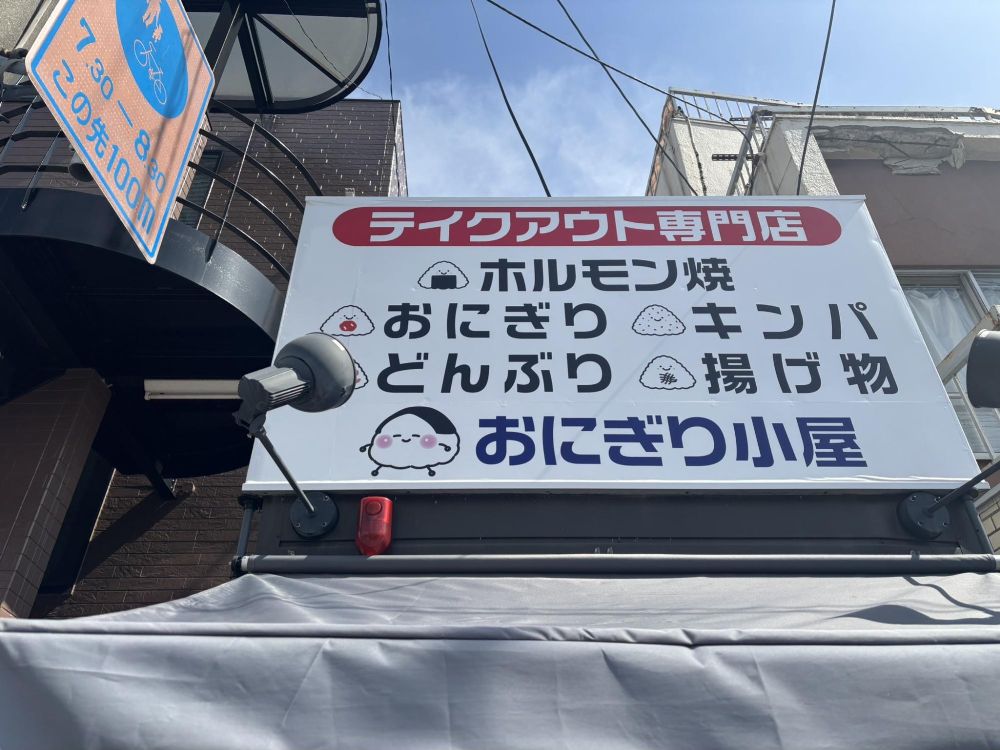 7.30-8.30
この先100m
テイクアウト専門店
ホルモン焼
おにぎり キンパ
どんぶり 揚げ物
おにぎり小屋